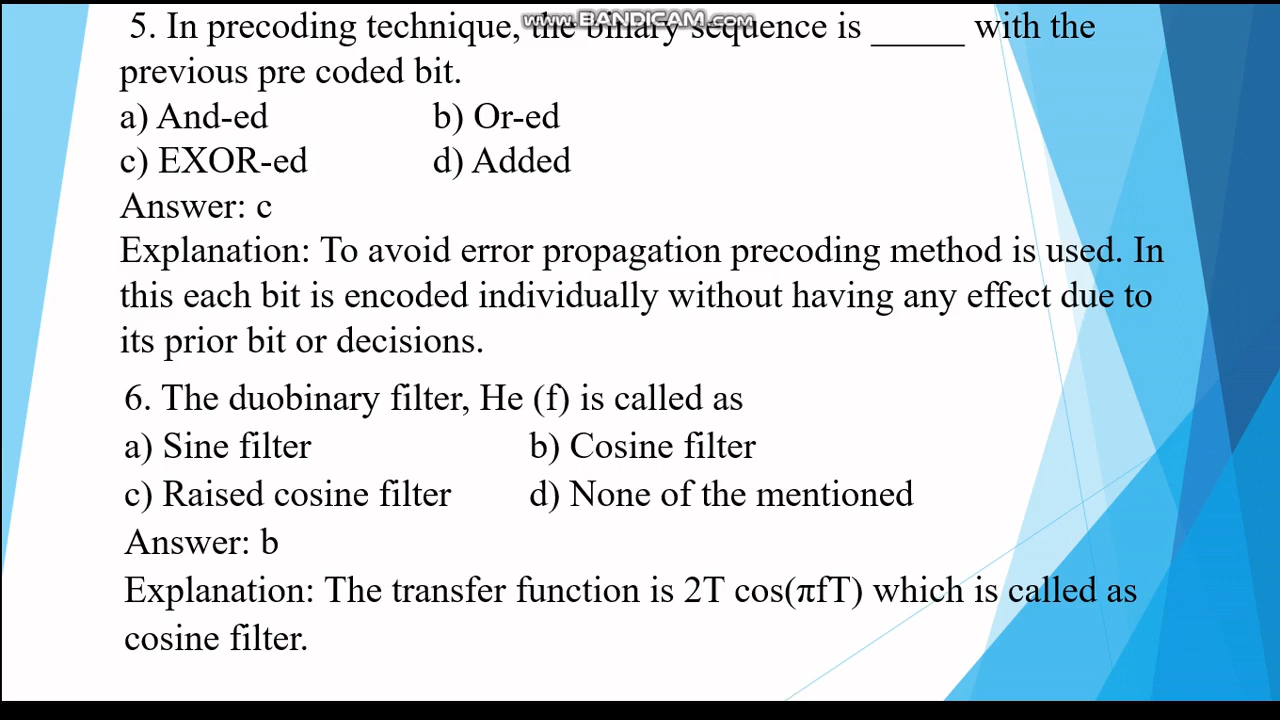 www.BANDICAM.com
5. In precoding technique, the binary sequence is _____ with the
previous pre coded bit.
a) And-ed b) Or-ed
c) EXOR-ed d) Added
Answer: c
Explanation: To avoid error propagation precoding method is used. In
this each bit is encoded individually without having any effect due to
its prior bit or decisions.
6. The duobinary filter, He (f) is called as
a) Sine filter b) Cosine filter
c) Raised cosine filter d) None of the mentioned
Answer: b
Explanation: The transfer function is 2T cos(πfT) which is called as
cosine filter.